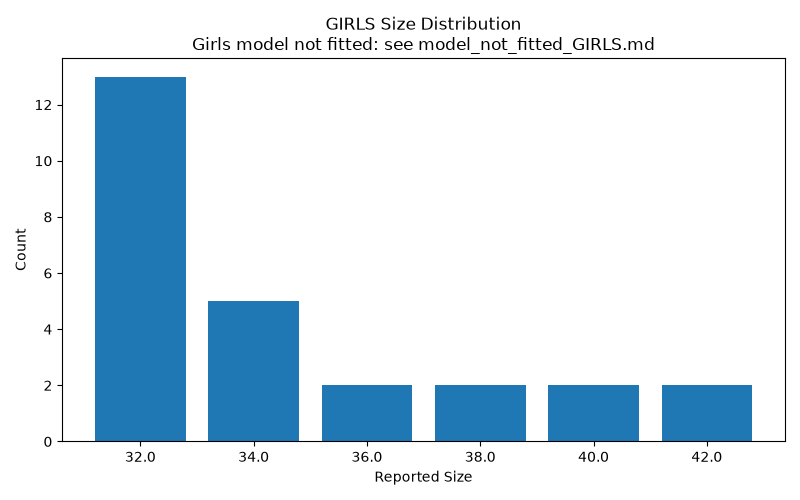 GIRLS Size Distribution
Girls model not fitted: see model_not_fitted_GIRLS.md
12
10
8
6
4
2
0
Count
32.0 34.0 36.0 38.0 40.0 42.0
Reported Size